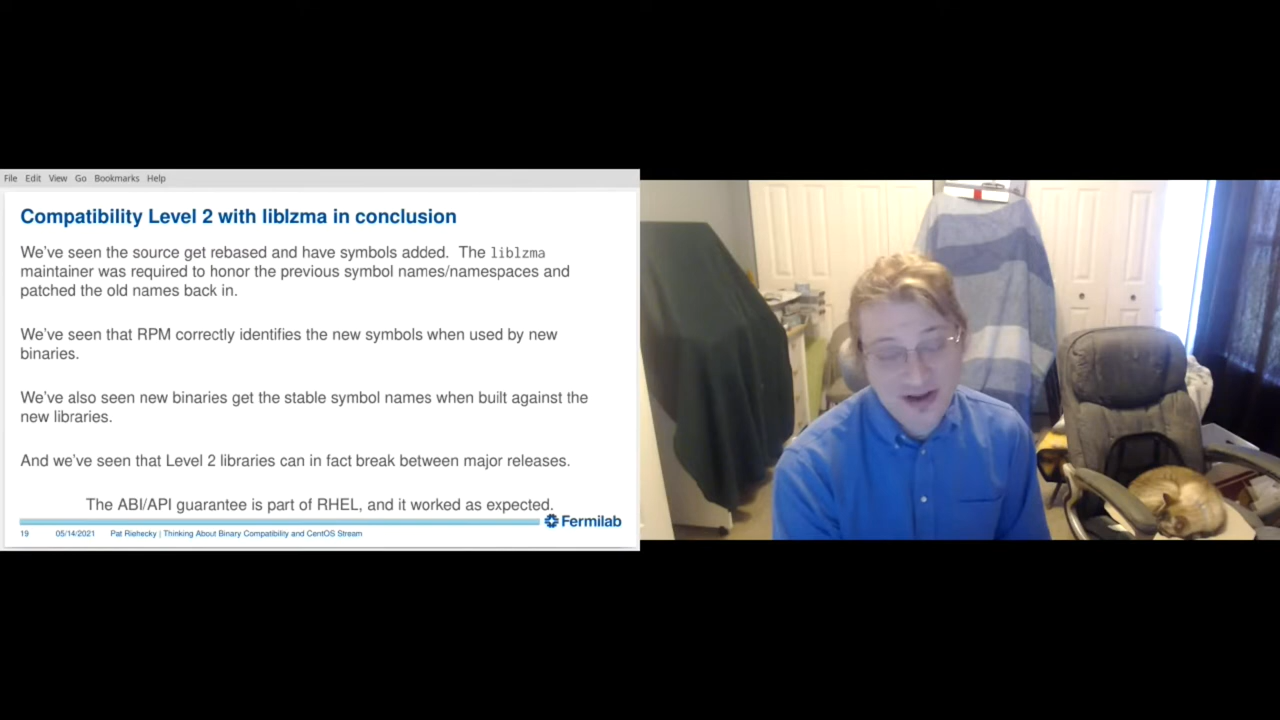 File Edit View Go Bookmarks Help
Compatibility Level 2 with liblzma in conclusion
We've seen the source get rebased and have symbols added. The liblzma
maintainer was required to honor the previous symbol names/namespaces and
patched the old names back in.
We've seen that RPM correctly identifies the new symbols when used by new
binaries.
We've also seen new binaries get the stable symbol names when built against the
new libraries.
And we've seen that Level 2 libraries can in fact break between major releases.
The ABI/API guarantee is part of RHEL, and it worked as expected.
Fermilab
19 05/14/2021 Pat Riehecky | Thinking About Binary Compatibility and CentOS Stream